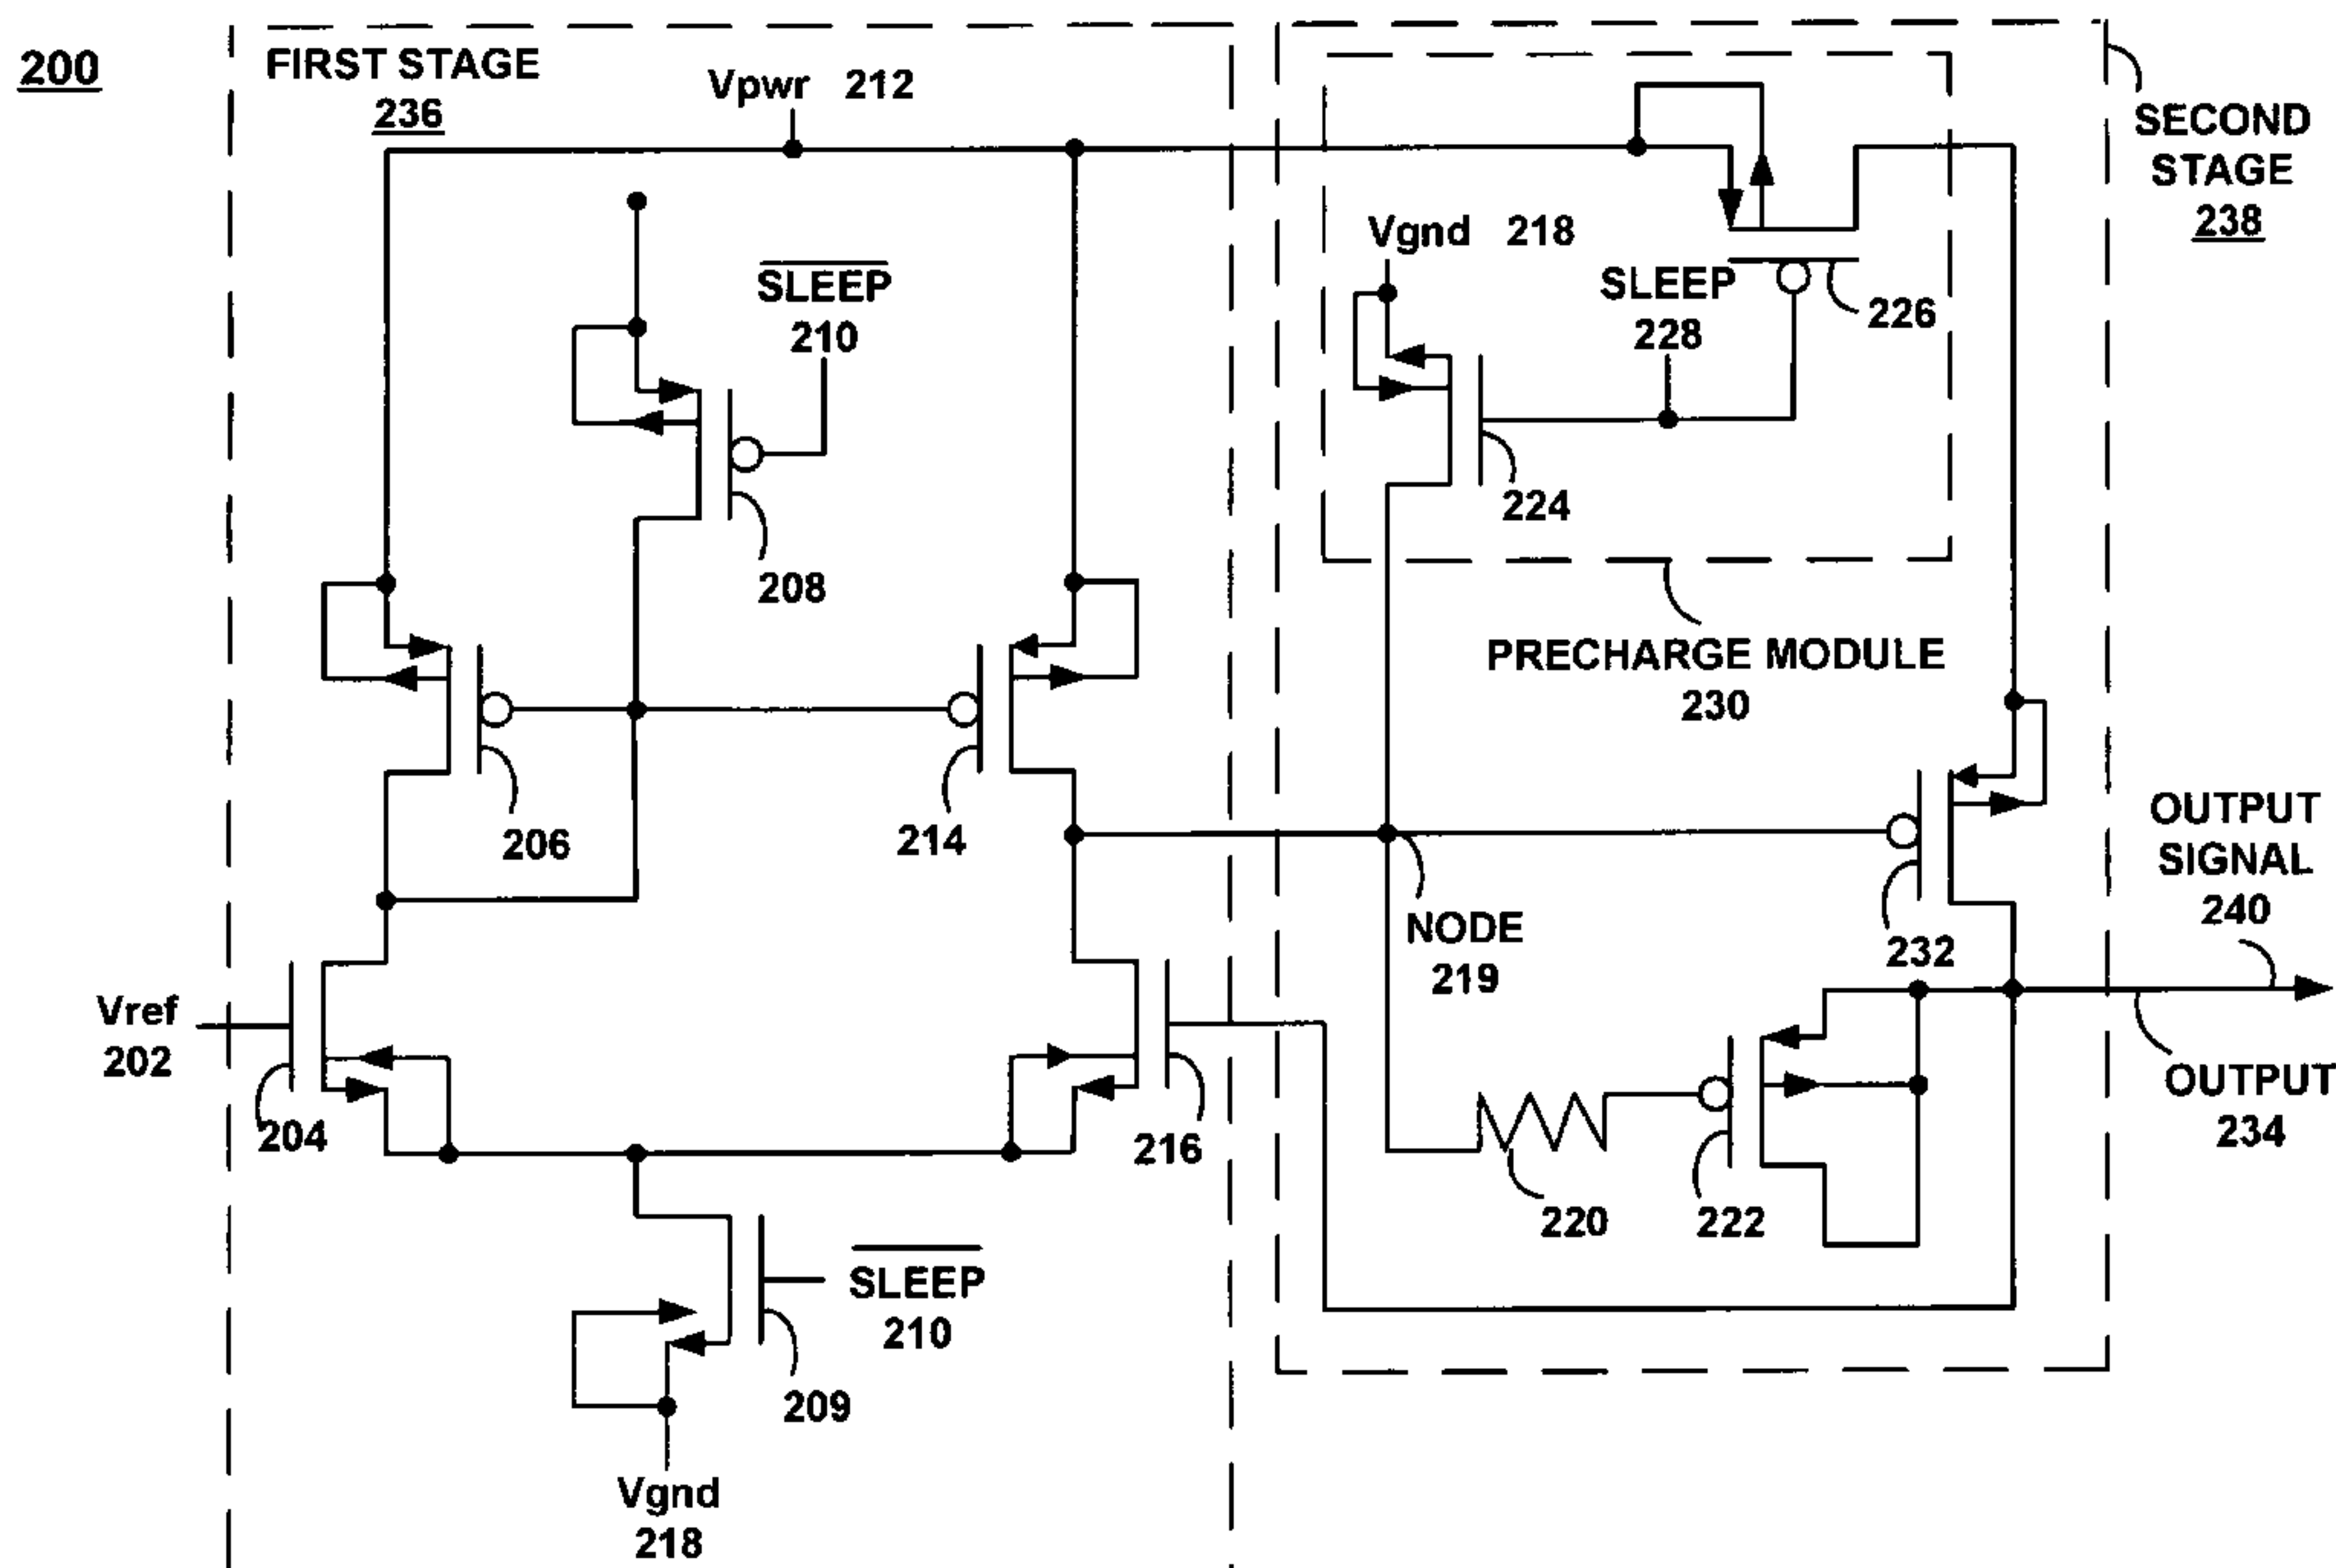 200
FIRST STAGE
236
Vpwr 212
SECOND
STAGE
238
Vgnd 218
SLEEP
210
SLEEP
228
226
224
208
PRECHARGE MODULE
230
206
214
OUTPUT
SIGNAL
240
NODE
219
232
Vref
202
204
216
OUTPUT
234
220
222
SLEEP
210
209
Vgnd
218